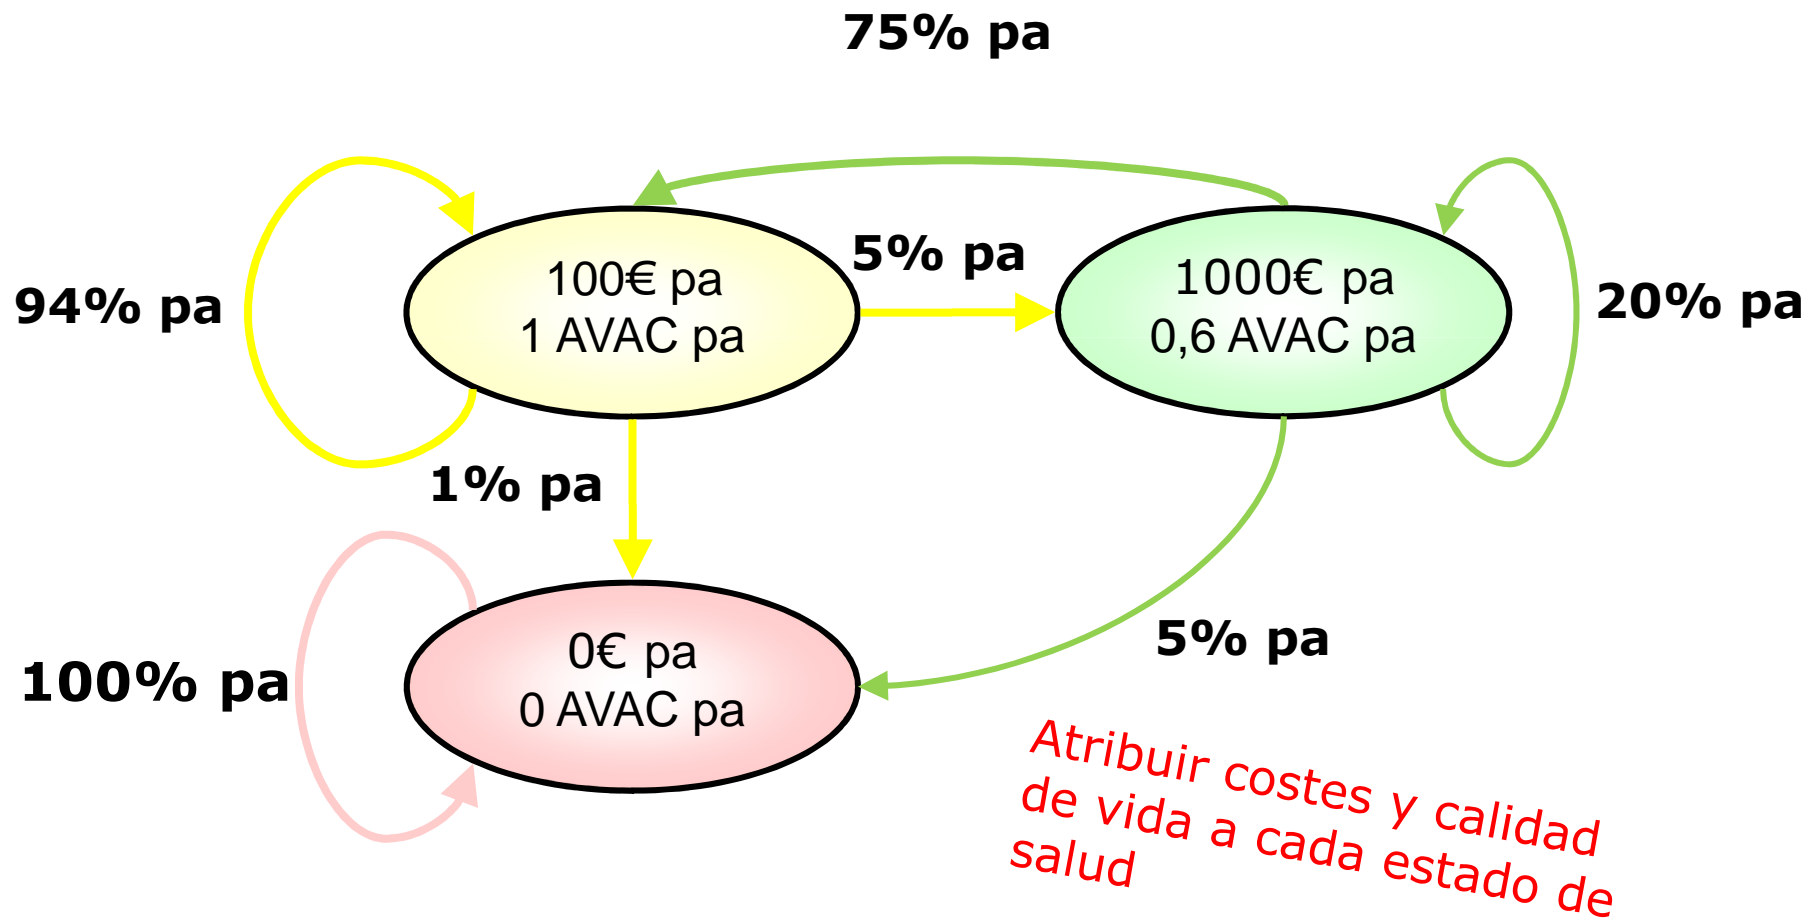 75% pa
94% pa
100€ pa
1 AVAC pa
5% pa
1000€ pa
0,6 AVAC pa
20% pa
1% pa
100% pa
0€ pa
0 AVAC pa
5% pa
Atribuir costes y calidad
de vida a cada estado de
salud